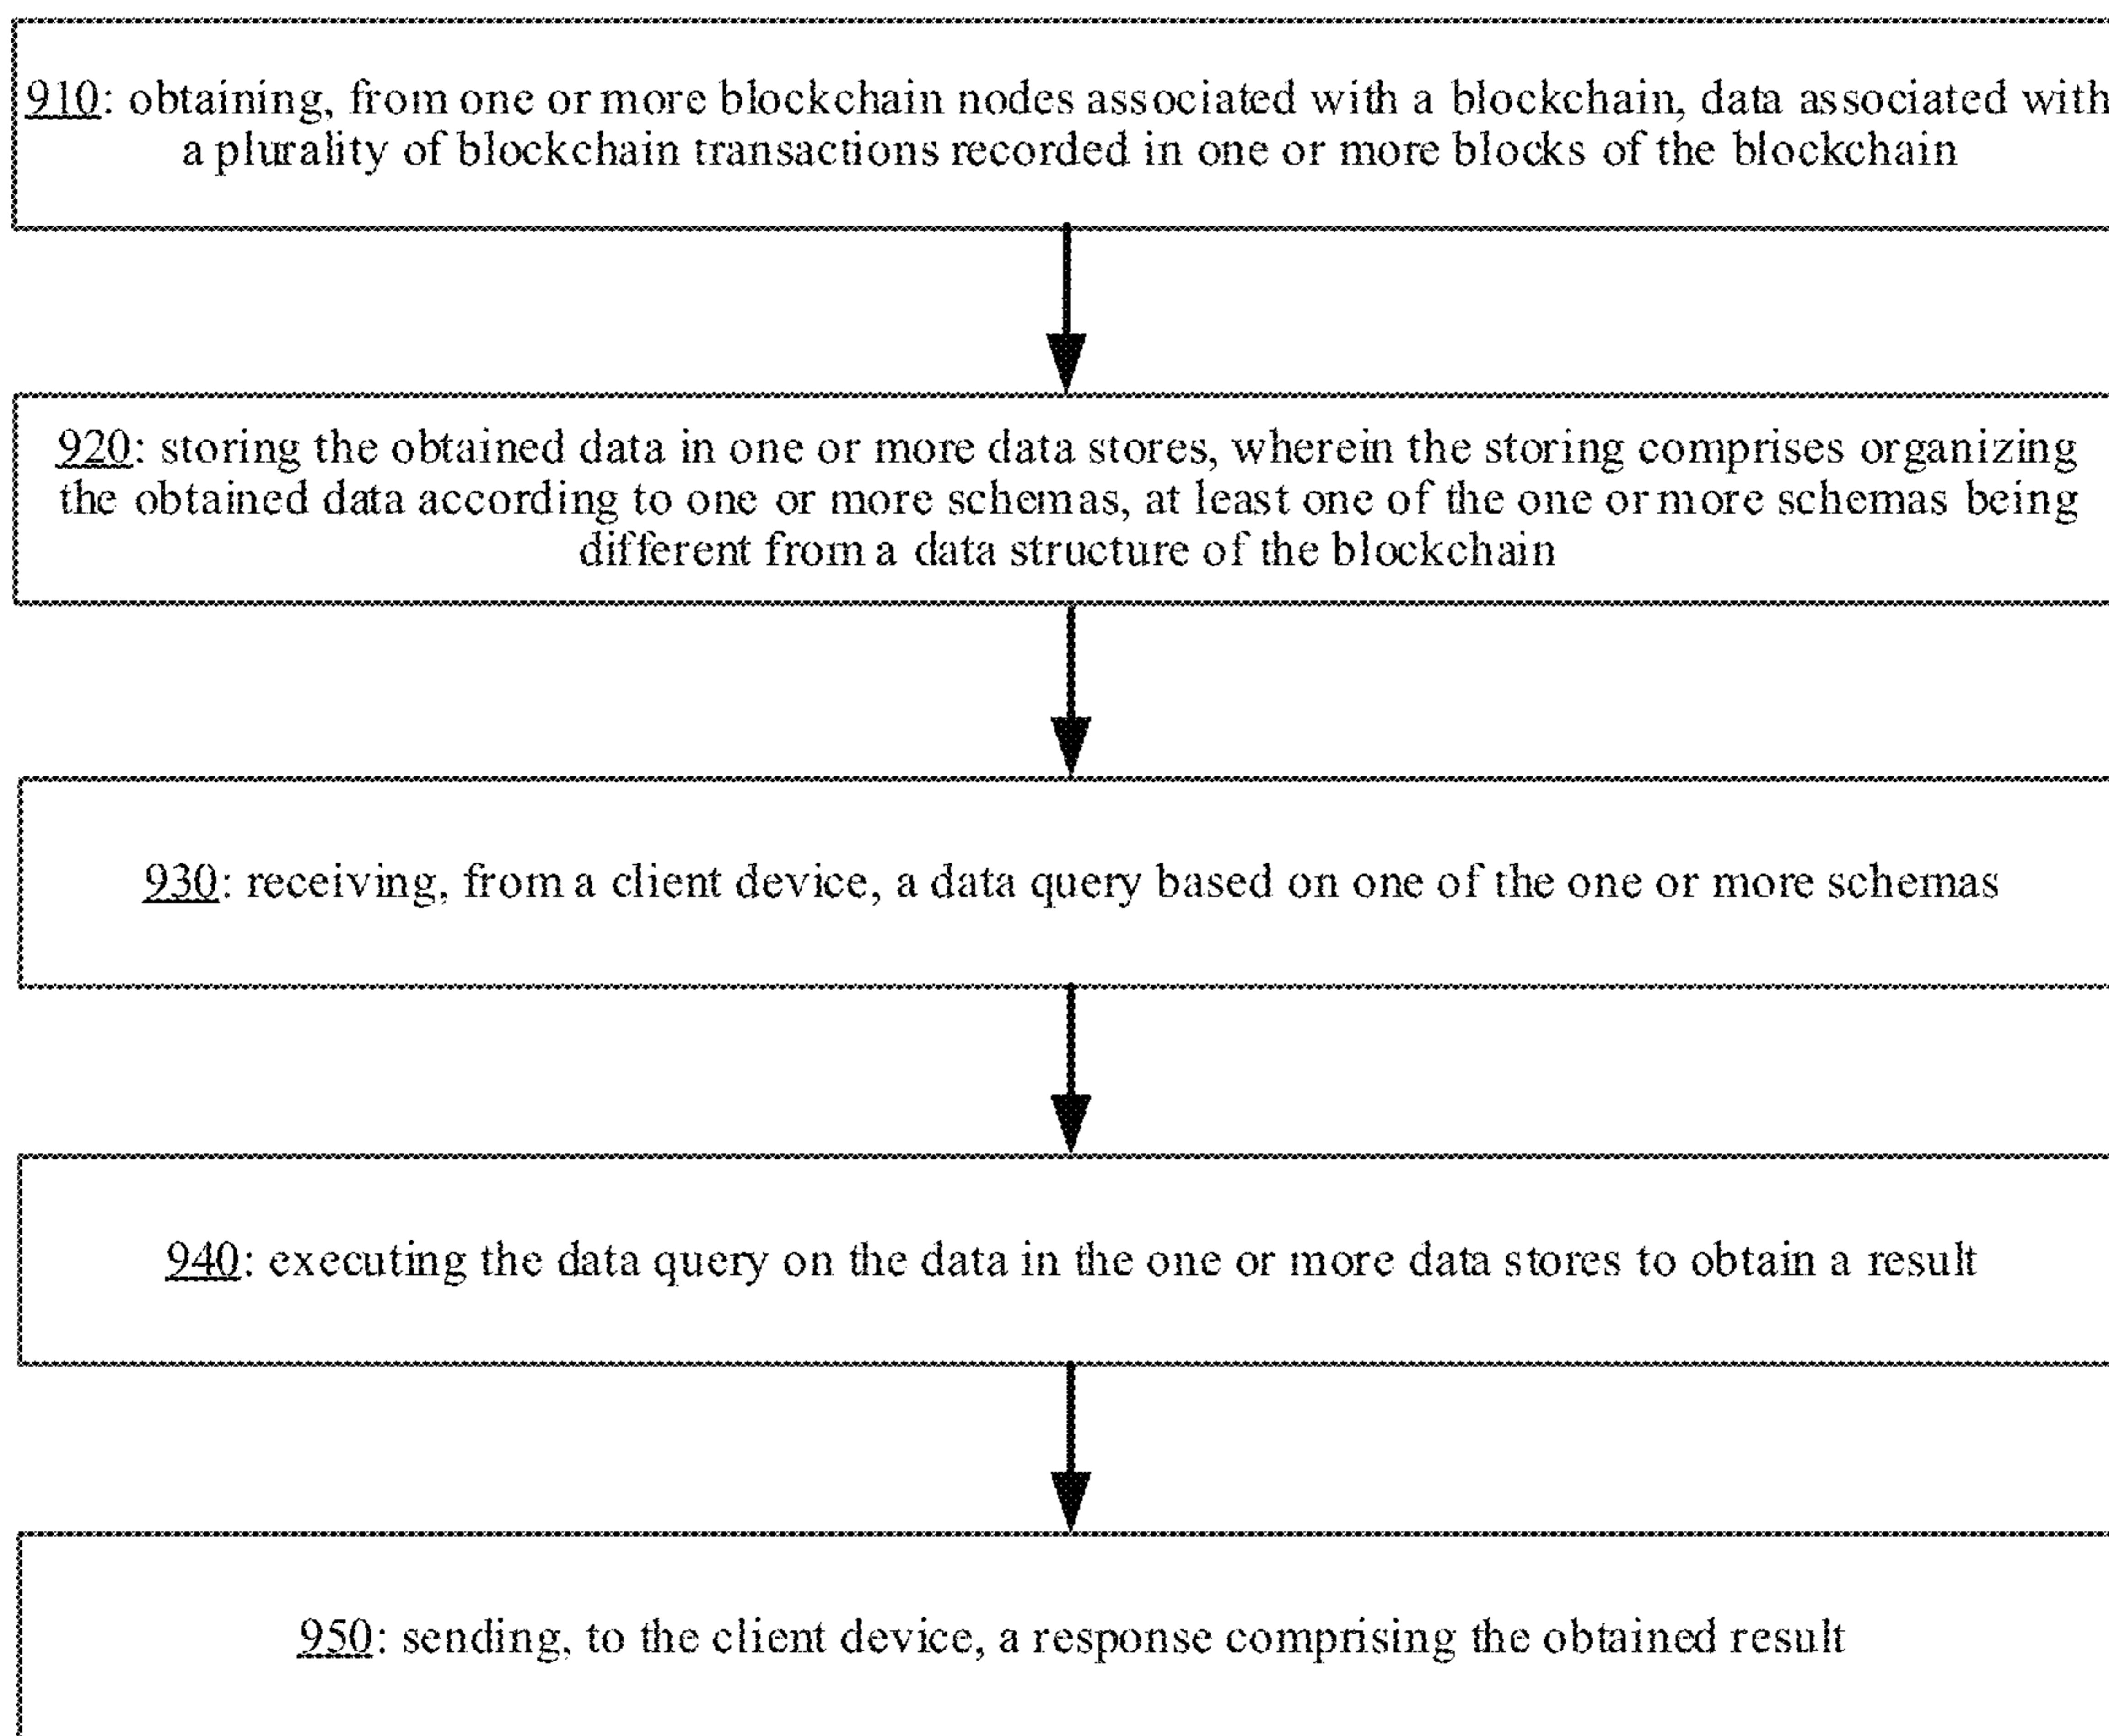 910: obtaining, from one or more blockchain nodes associated with a blockchain, data associated with
a plurality of blockchain transactions recorded in one or more blocks of the blockchain
920: storing the obtained data in one or more data stores, wherein the storing comprises organizing
the obtained data according to one or more schemas, at least one of the one or more schemas being
different from a data structure of the blockchain
930: receiving, from a client device, a data query based on one of the one or more schemas
940: executing the data query on the data in the one or more data stores to obtain a result
950: sending, to the client device, a response comprising the obtained result